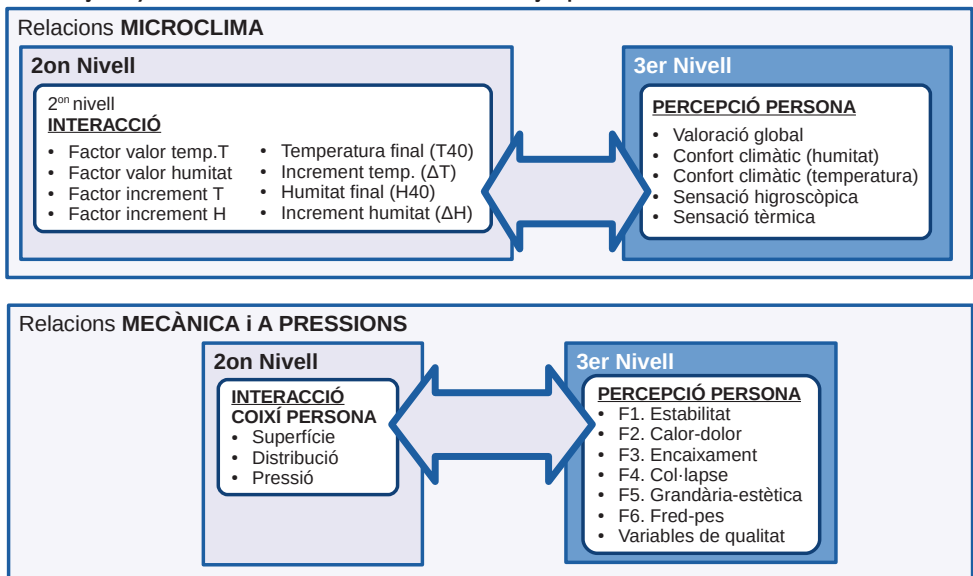 Relacions MICROCLIMA
2on Nivell
2on nivell
INTERACCIÓ
• Factor valor temp.T
• Factor valor humitat
• Factor increment T
• Factor increment H
• Temperatura final (T40)
• Increment temp. (ΔT)
• Humitat final (H40)
• Increment humitat (ΔH)
3er Nivell
PERCEPCIÓ PERSONA
• Valoració global
• Confort climàtic (humitat)
• Confort climàtic (temperatura)
• Sensació higroscòpica
• Sensació tèrmica
Relacions MECÀNICA i A PRESSIONS
2on Nivell
INTERACCIÓ
COIXÍ PERSONA
• Superfície
• Distribució
• Pressió
3er Nivell
PERCEPCIÓ PERSONA
• F1. Estabilitat
• F2. Calor-dolor
• F3. Encaixament
• F4. Col·lapse
• F5. Grandària-estètica
• F6. Fred-pes
• Variables de qualitat